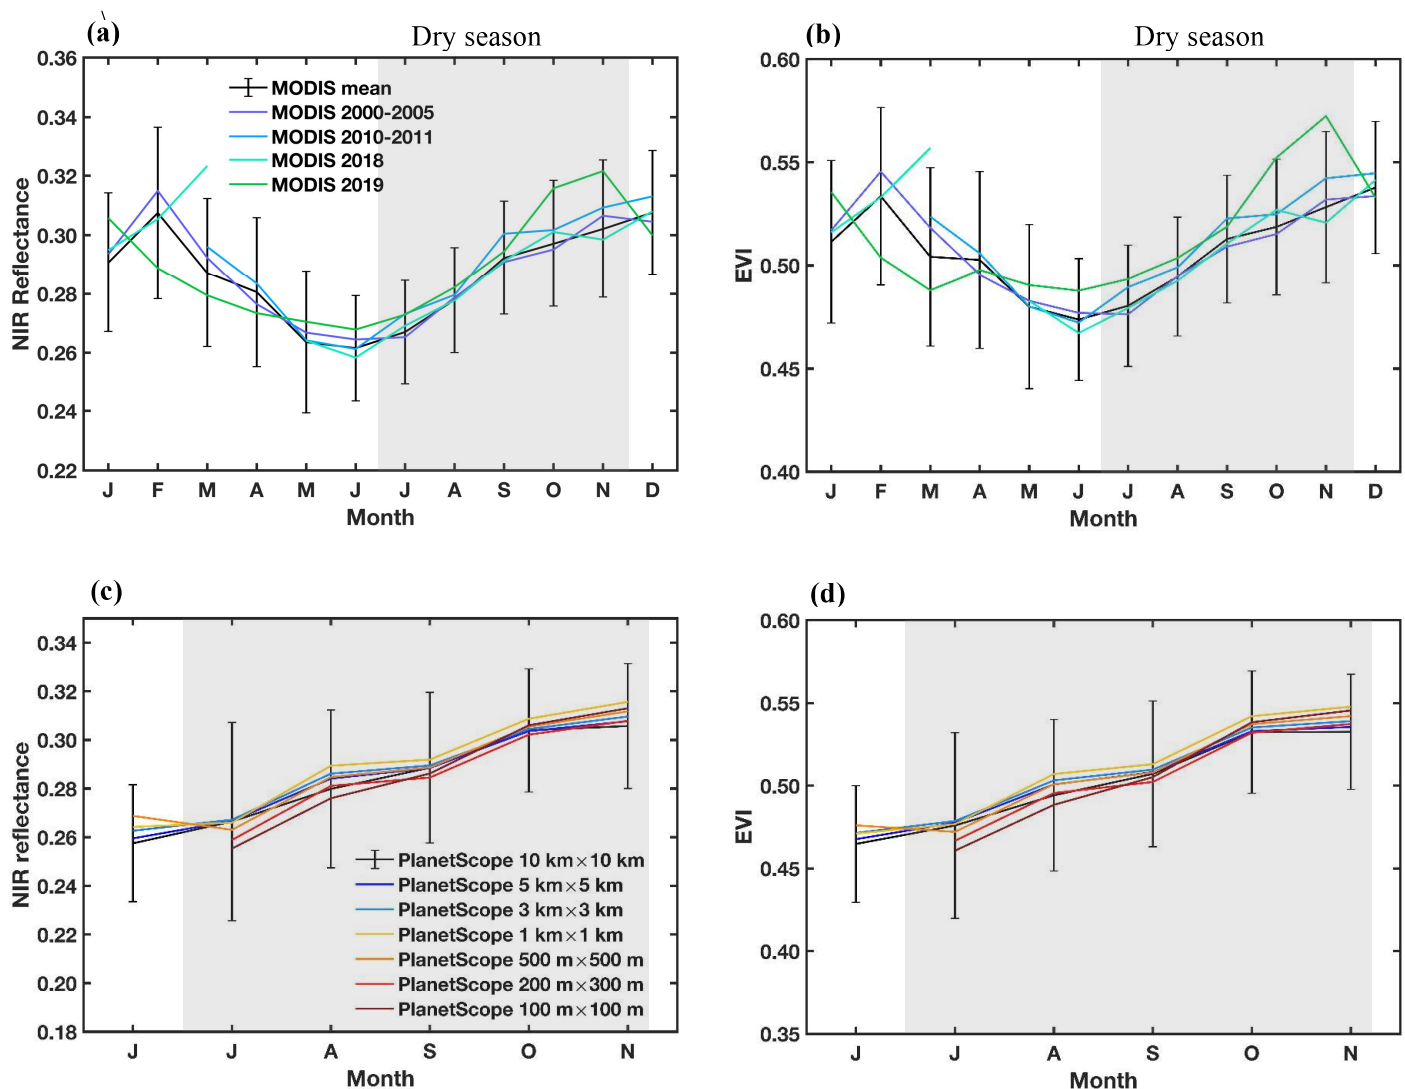 (a)
Dry season
0.36
0.34
0.32
0.30
0.28
0.26
0.24
0.22
NIR Reflectance
MODIS mean
MODIS 2000-2005
MODIS 2010-2011
MODIS 2018
MODIS 2019
J F M A M J J A S O N D
Month
(b)
Dry season
0.60
0.55
0.50
0.45
0.40
EVI
J F M A M J J A S O N D
Month
(c)
0.34
0.32
0.30
0.28
0.26
0.24
0.22
0.20
0.18
NIR reflectance
PlanetScope 10 km×10 km
PlanetScope 5 km×5 km
PlanetScope 3 km×3 km
PlanetScope 1 km×1 km
PlanetScope 500 m×500 m
PlanetScope 200 m×300 m
PlanetScope 100 m×100 m
J J A S O N
Month
(d)
0.60
0.55
0.50
0.45
0.40
0.35
EVI
J J A S O N
Month